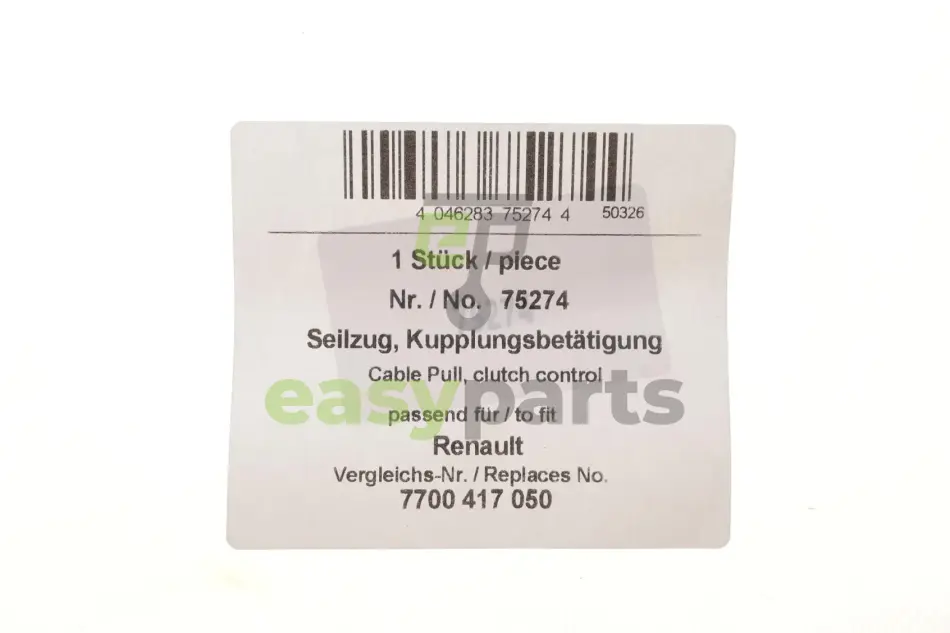 4 046283 75274 4 50326
1 Stück / piece
Nr. / No. 75274
Seilzug, Kupplungsbetätigung
Cable Pull, clutch control
easyparts
passend für / to fit
Renault
Vergleichs-Nr. / Replaces No.
7700 417 050